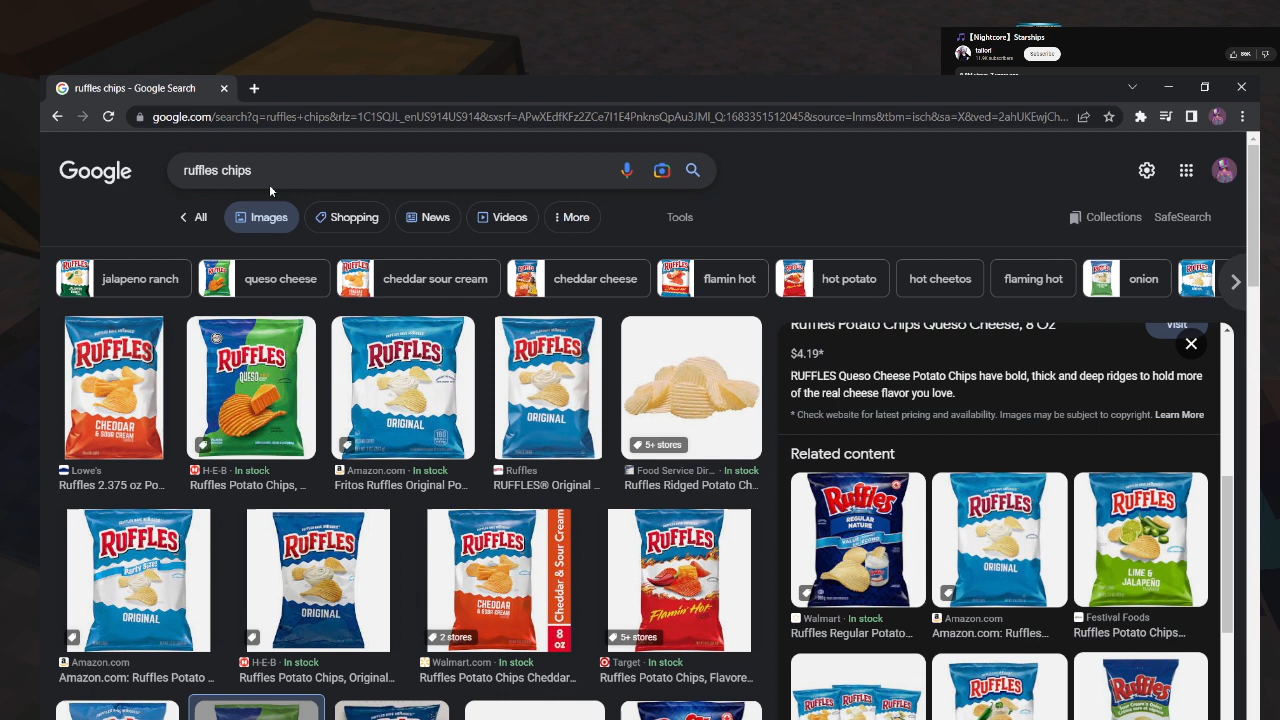 【Nightcore】Starships
taliori
Subscribe
86K
ruffles chips - Google Search
google.com/search?q=ruffles+chips&rlz=1C1SQJL_enUS914US914&sxsrf=APwXEdfKFz2ZCe7I1E4PnknsQpAu3JMl_Q:1683351512045&source=lnms&tbm=isch&sa=X&ved=2ahUKEwjCh...
Google
ruffles chips
All
Images
Shopping
News
Videos
More
Tools
Collections
SafeSearch
jalapeno ranch
queso cheese
cheddar sour cream
cheddar cheese
flamin hot
hot potato
hot cheetos
flaming hot
onion
RUFFLES
CHEDDAR
& SOUR CREAM
RUFFLES
QUESO
RUFFLES
ORIGINAL
RUFFLES
ORIGINAL
5+ stores
Lowe's
Ruffles 2.375 oz Po...
H-E-B · In stock
Ruffles Potato Chips, ...
Amazon.com · In stock
Fritos Ruffles Original Po...
Ruffles
RUFFLES® Original ...
Food Service Dir... · In stock
Ruffles Ridged Potato Ch...
RUFFLES
Party Size!
ORIGINAL
RUFFLES
ORIGINAL
RUFFLES
CHEDDAR
& SOUR CREAM
Cheddar & Sour Cream
8
oz
2 stores
RUFFLES
Flamin' Hot
5+ stores
Amazon.com
Amazon.com: Ruffles Potato ...
H-E-B · In stock
Ruffles Potato Chips, Original...
Walmart.com · In stock
Ruffles Potato Chips Cheddar...
Target · In stock
Ruffles Potato Chips, Flavore...
Ruffles Potato Chips Queso Cheese, 8 Oz
Visit
$4.19*
RUFFLES Queso Cheese Potato Chips have bold, thick and deep ridges to hold more
of the real cheese flavor you love.
* Check website for latest pricing and availability. Images may be subject to copyright. Learn More
Related content
Ruffles
REGULAR
NATURE
RUFFLES
ORIGINAL
RUFFLES
LIME &
JALAPEÑO
Walmart · In stock
Ruffles Regular Potato...
Amazon.com
Amazon.com: Ruffles...
Festival Foods
Ruffles Potato Chips...
RUFFLES
Ruffles